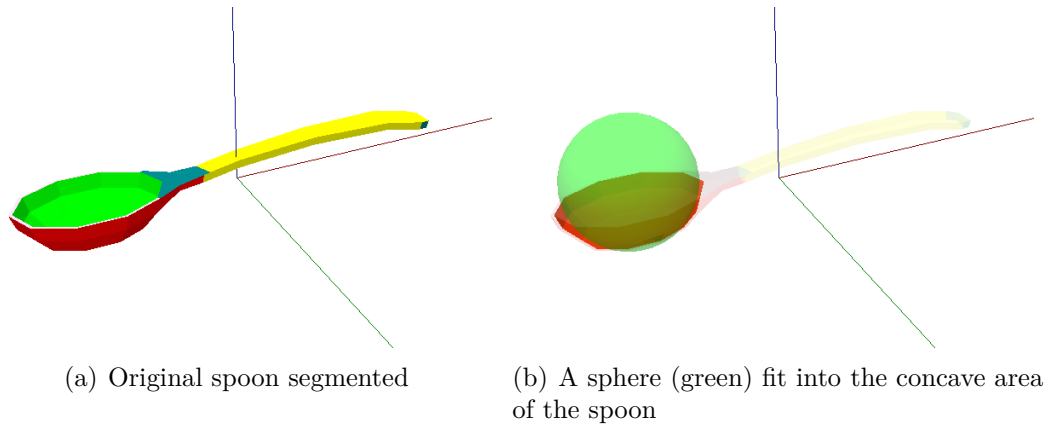 (a) Original spoon segmented
(b) A sphere (green) fit into the concave area
of the spoon